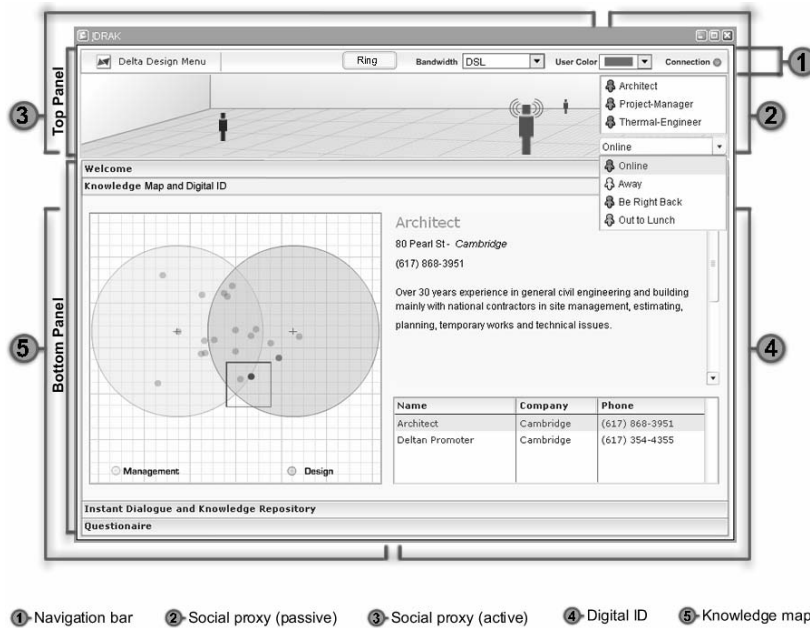 JDRAK
Delta Design Menu
Ring
Bandwidth DSL
User Color
Connection
1
Top Panel
3
2
Architect
Project-Manager
Thermal-Engineer
Online
Online
Away
Be Right Back
Out to Lunch
Welcome
Knowledge Map and Digital ID
Architect
80 Pearl St - Cambridge
(617) 868-3951
Over 30 years experience in general civil engineering and building
mainly with national contractors in site management, estimating,
planning, temporary works and technical issues.
Bottom Panel
5
4
Name Company Phone
Architect Cambridge (617) 868-3951
Deltan Promoter Cambridge (617) 354-4355
Management
Design
Instant Dialogue and Knowledge Repository
Questionaire
1 Navigation bar 2 Social proxy (passive) 3 Social proxy (active) 4 Digital ID 5 Knowledge map